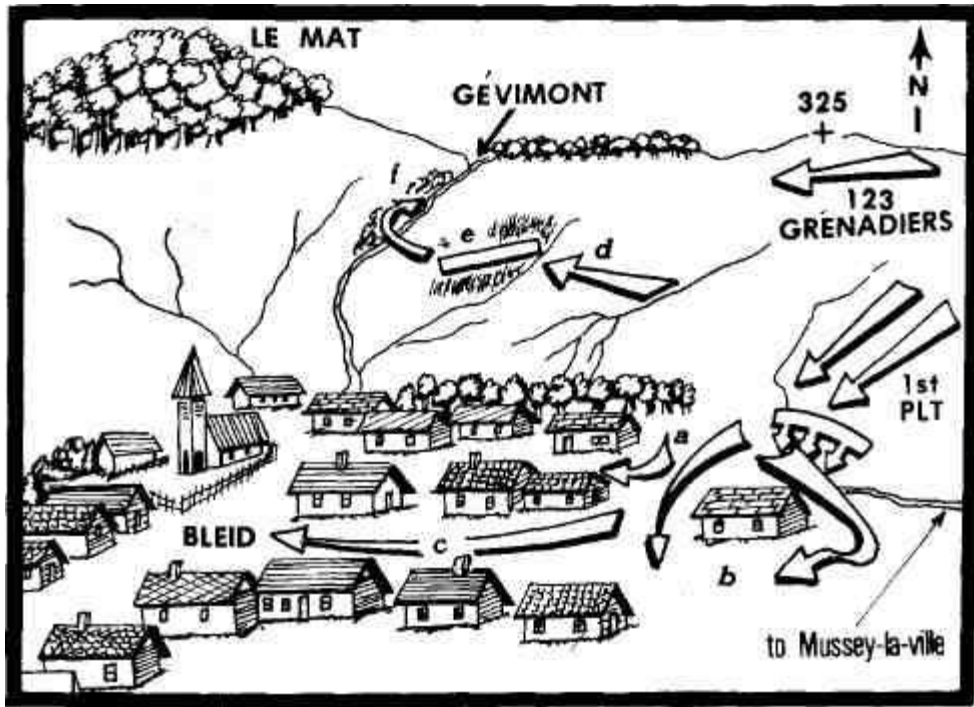 LE MAT
GÉVIMONT
325
N
123
GRENADIERS
f
e
d
1st
PLT
a
BLEID
c
b
to Mussey-la-ville